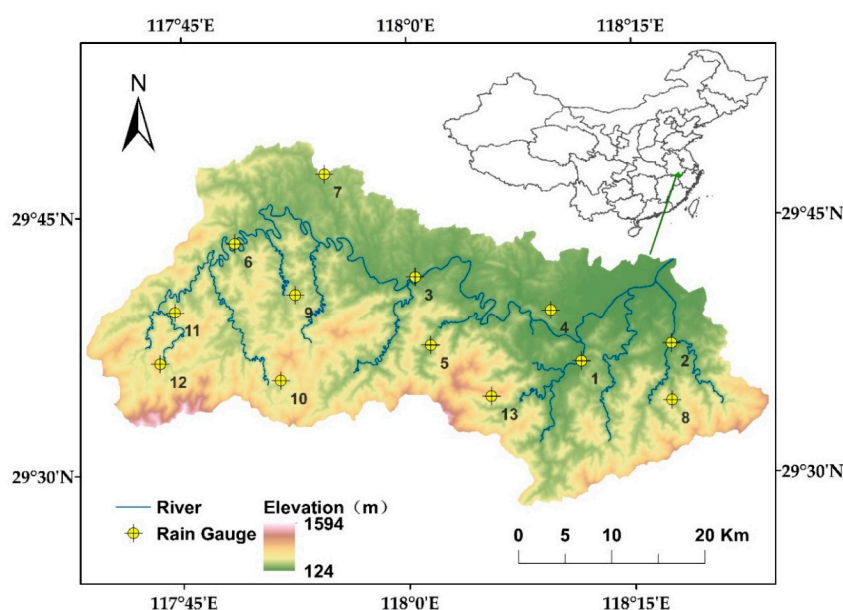 117°45'E 118°0'E 118°15'E
N
7
29°45'N 29°45'N
6
3
9
11
4
5
2
1
12
10
13
8
29°30'N 29°30'N
River Elevation（m）
Rain Gauge 1594
124
0 5 10 20 Km
117°45'E 118°0'E 118°15'E